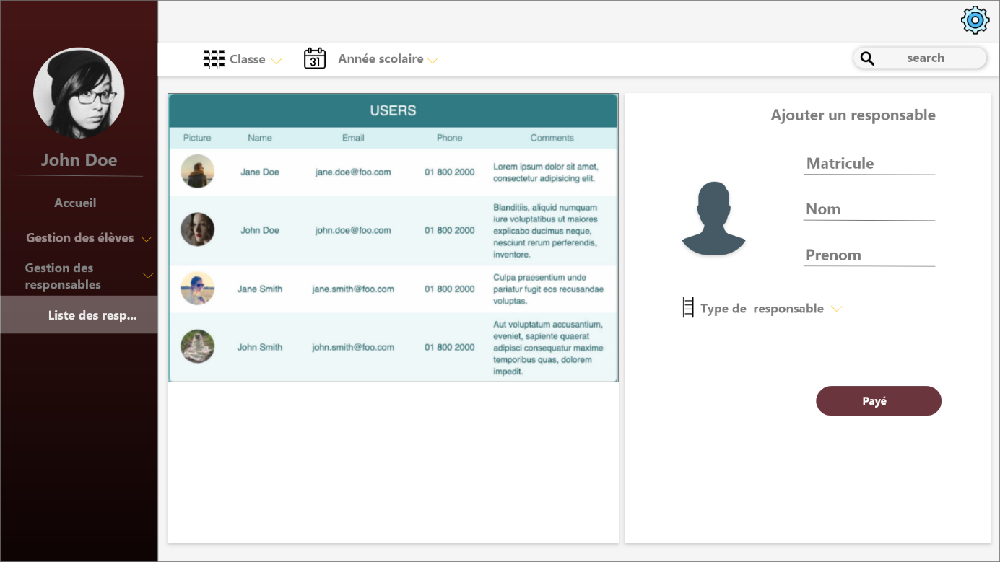 John Doe
Accueil
Gestion des élèves
Gestion des
responsables
Liste des resp...
Classe
31
Année scolaire
search
USERS
Picture Name Email Phone Comments
Jane Doe jane.doe@foo.com 01 800 2000 Lorem ipsum dolor sit amet,
consectetur adipisicing elit.
Blanditiis, aliquid numquam
iure voluptatibus ut maiores
John Doe john.doe@foo.com 01 800 2000 explicabo ducimus neque,
nesciunt rerum perferendis,
inventore.
Culpa praesentium unde
Jane Smith jane.smith@foo.com 01 800 2000 pariatur fugit eos recusandae
voluptas.
Aut voluptatum accusantium,
eveniet, sapiente quaerat
John Smith john.smith@foo.com 01 800 2000 adipisci consequatur maxime
temporibus quas, dolorem
impedit.
Ajouter un responsable
Matricule
Nom
Prenom
Type de responsable
Payé